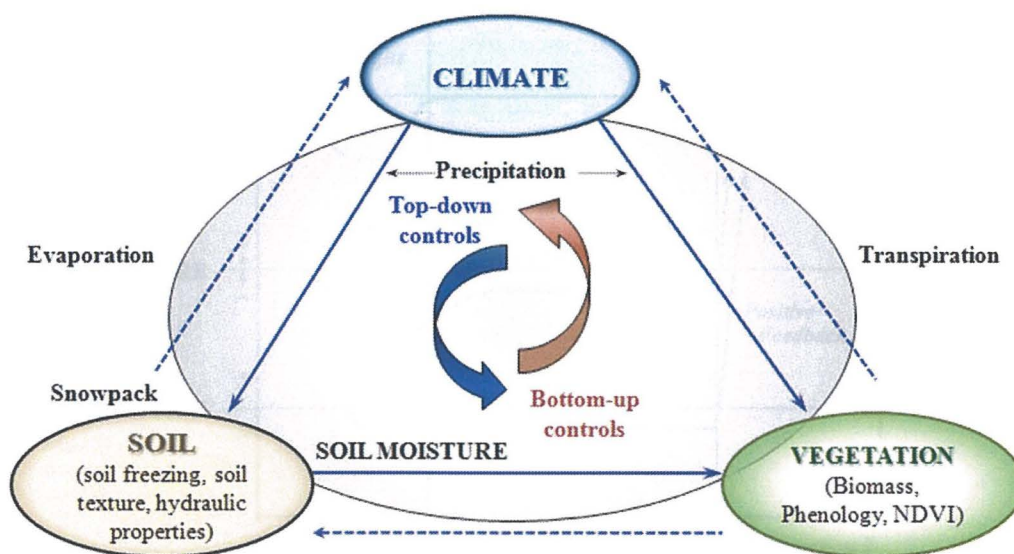 CLIMATE
Precipitation
Top-down
controls
Evaporation
Transpiration
Snowpack
Bottom-up
controls
SOIL
(soil freezing, soil
texture, hydraulic
properties)
SOIL MOISTURE
VEGETATION
(Biomass,
Phenology, NDVI)